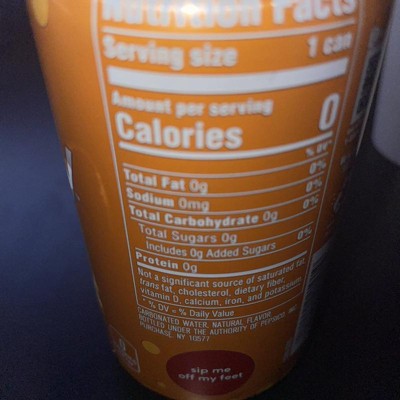 Nutrition Facts
Serving size 1 can
Amount per serving
Calories 0
% DV*
Total Fat 0g 0%
Sodium 0mg 0%
Total Carbohydrate 0g 0%
Total Sugars 0g
Includes 0g Added Sugars 0%
Protein 0g
Not a significant source of saturated fat,
trans fat, cholesterol, dietary fiber,
vitamin D, calcium, iron, and potassium.
* % DV = % Daily Value
CARBONATED WATER, NATURAL FLAVOR
BOTTLED UNDER THE AUTHORITY OF PEPSICO, INC.
PURCHASE, NY 10577
sip me
off my feet